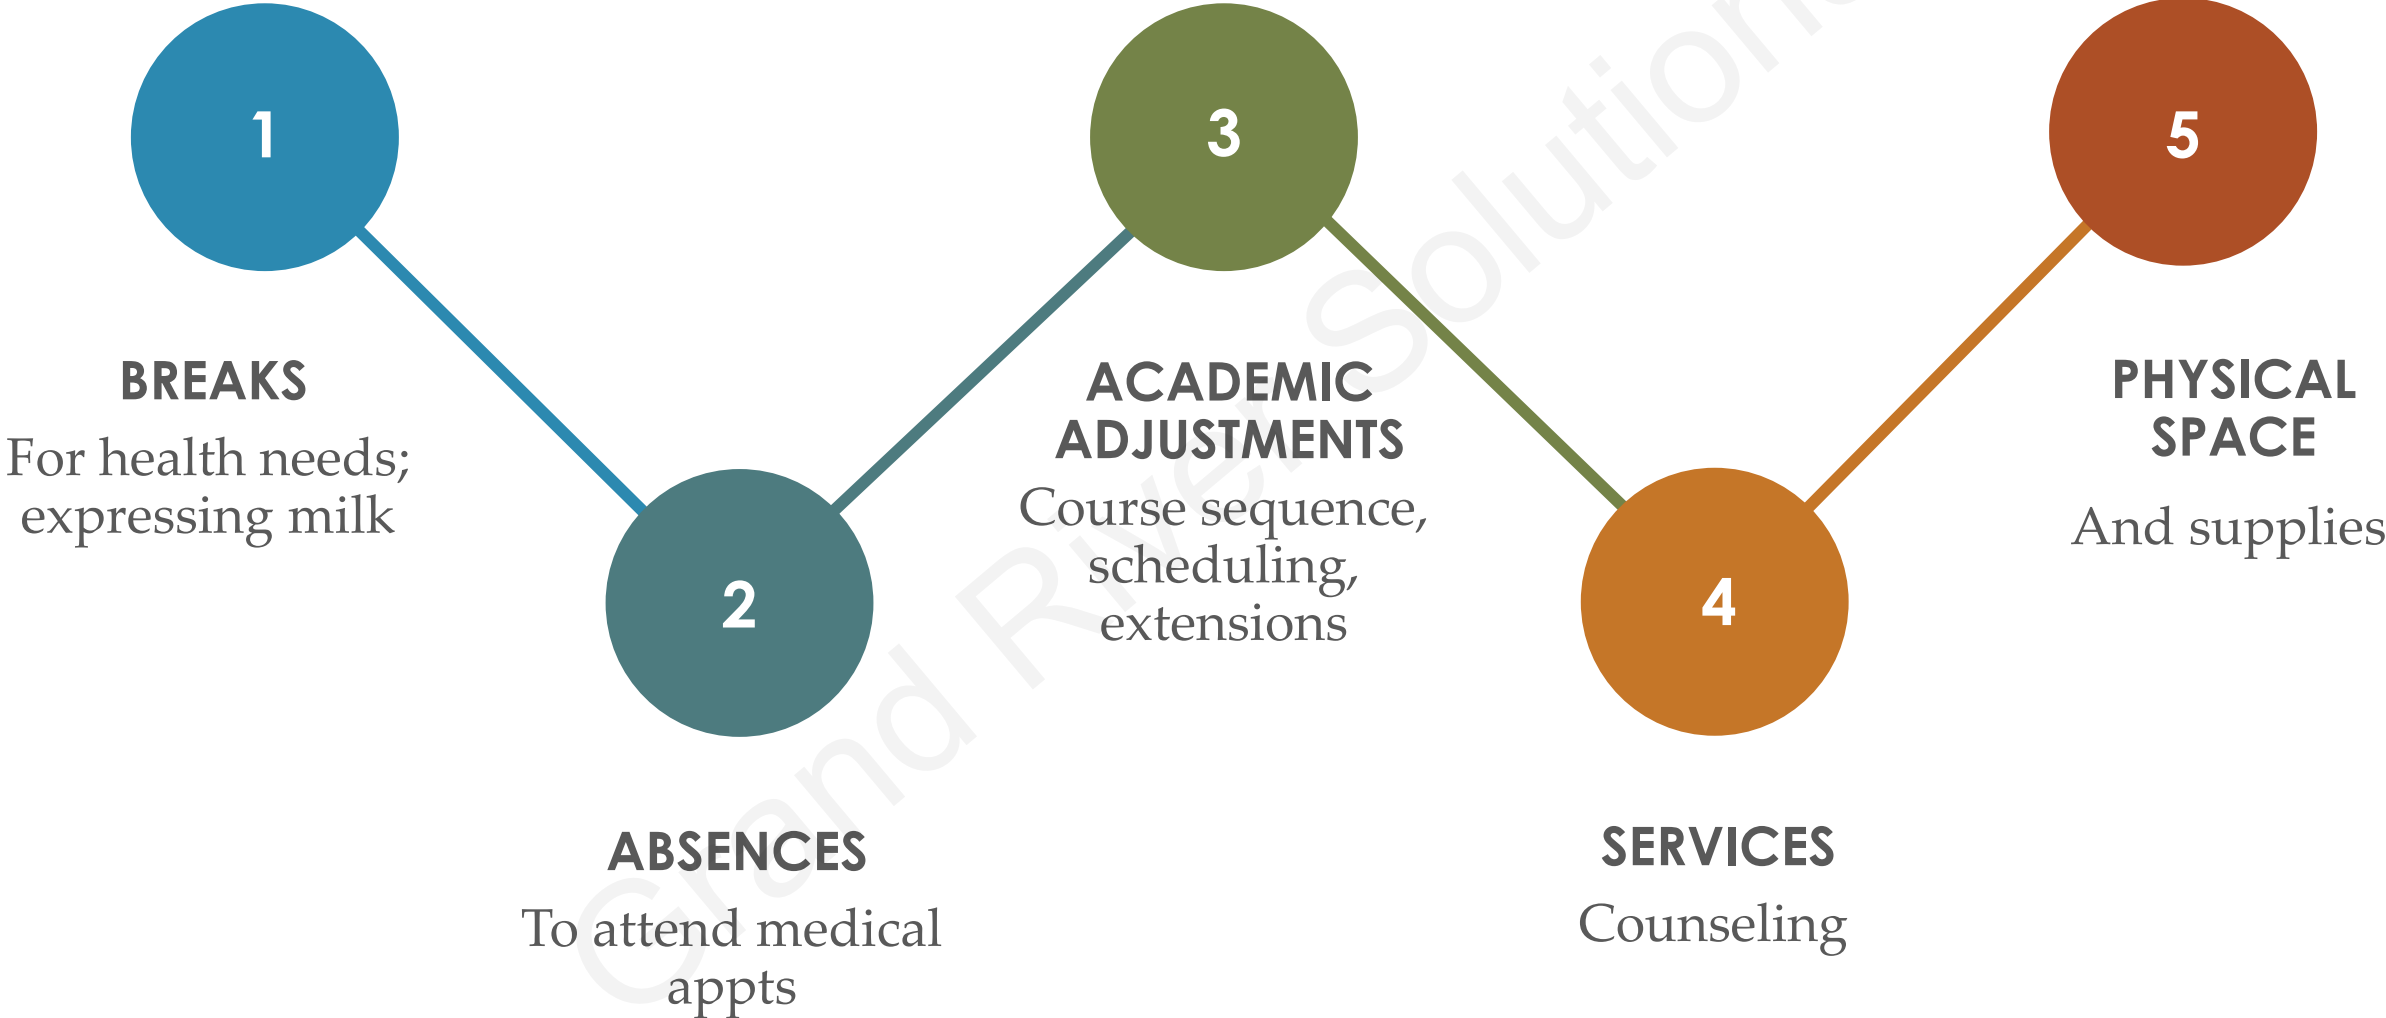 1
BREAKS
For health needs;
expressing milk
2
ABSENCES
To attend medical
appts
3
ACADEMIC
ADJUSTMENTS
Course sequence,
scheduling,
extensions
4
SERVICES
Counseling
5
PHYSICAL
SPACE
And supplies
Grand River Solution